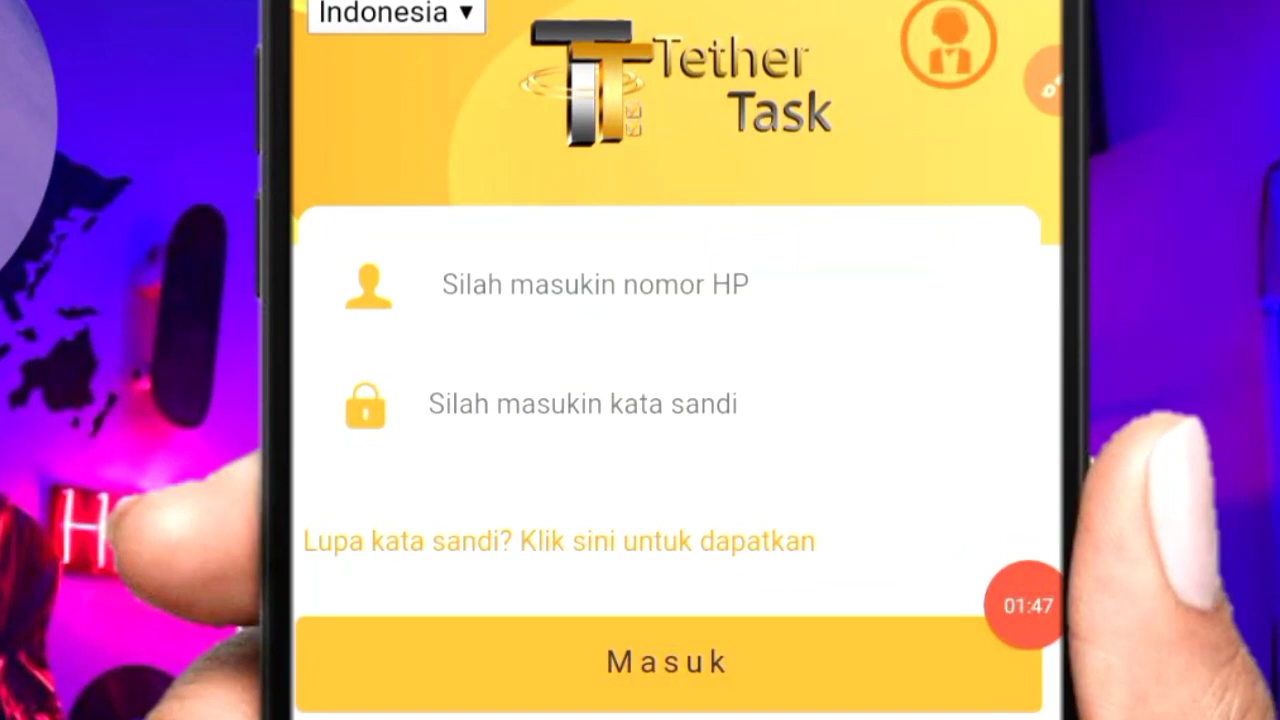 Indonesia ▼
Tether
Task
Silah masukin nomor HP
Silah masukin kata sandi
Lupa kata sandi? Klik sini untuk dapatkan
H
01:47
Masuk